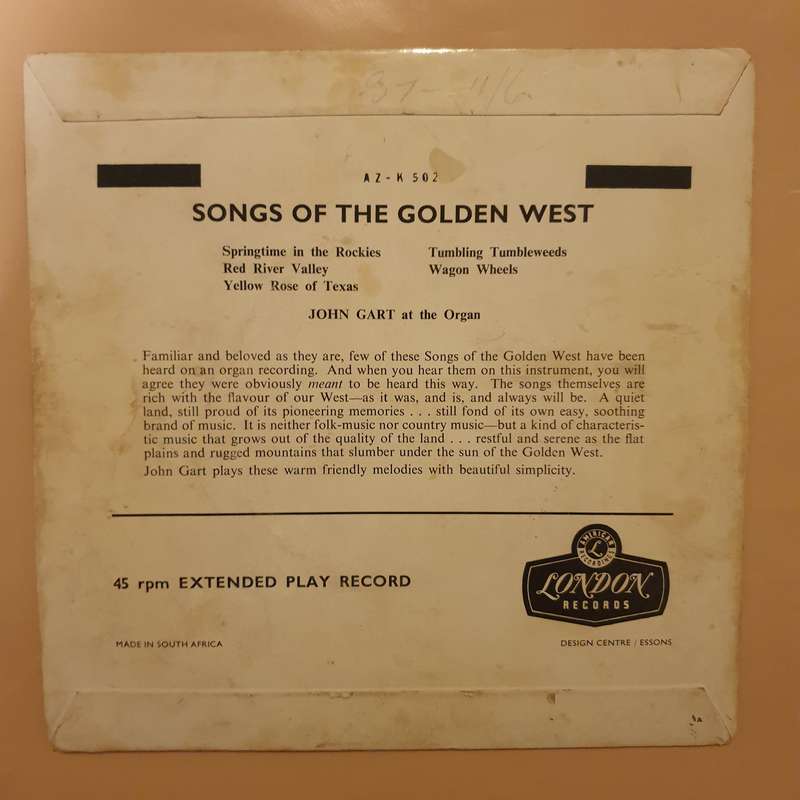 AZ-K 502
SONGS OF THE GOLDEN WEST
Springtime in the Rockies
Red River Valley
Yellow Rose of Texas
Tumbling Tumbleweeds
Wagon Wheels
JOHN GART at the Organ
Familiar and beloved as they are, few of these Songs of the Golden West have been
heard on an organ recording. And when you hear them on this instrument, you will
agree they were obviously meant to be heard this way. The songs themselves are
rich with the flavour of our West—as it was, and is, and always will be. A quiet
land, still proud of its pioneering memories . . . still fond of its own easy, soothing
brand of music. It is neither folk-music nor country music—but a kind of characteris-
tic music that grows out of the quality of the land . . . restful and serene as the flat
plains and rugged mountains that slumber under the sun of the Golden West.
John Gart plays these warm friendly melodies with beautiful simplicity.
45 rpm EXTENDED PLAY RECORD
AMERICAN
L
RECORDINGS
LONDON
RECORDS
MADE IN SOUTH AFRICA
DESIGN CENTRE / ESSONS